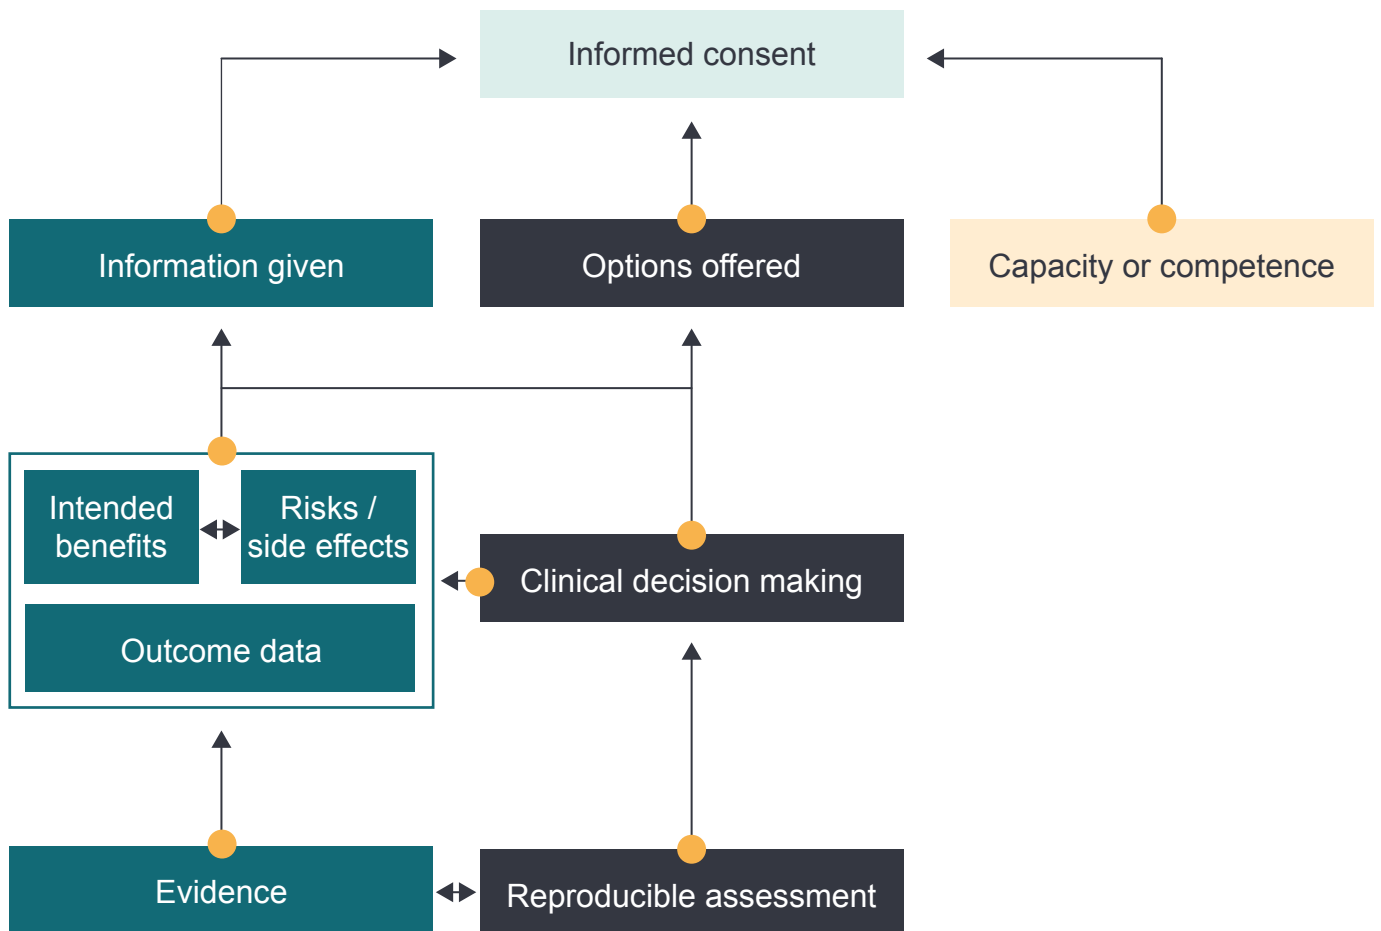 Informed consent
Information given
Options offered
Capacity or competence
Intended
benefits
Risks /
side effects
Clinical decision making
Outcome data
Evidence
Reproducible assessment